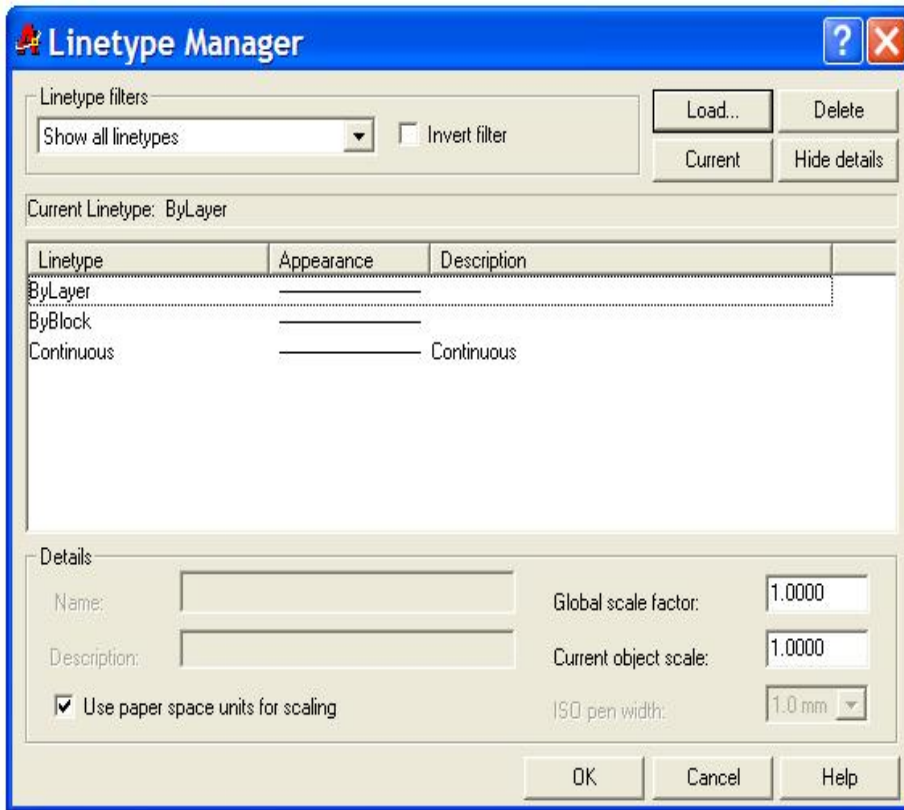 Linetype Manager
Linetype filters
Show all linetypes
Invert filter
Load...
Delete
Current
Hide details
Current Linetype: ByLayer
Linetype Appearance Description
ByLayer
ByBlock
Continuous Continuous
Details
Name:
Description:
Use paper space units for scaling
Global scale factor: 1.0000
Current object scale: 1.0000
ISO pen width: 1.0 mm
OK Cancel Help